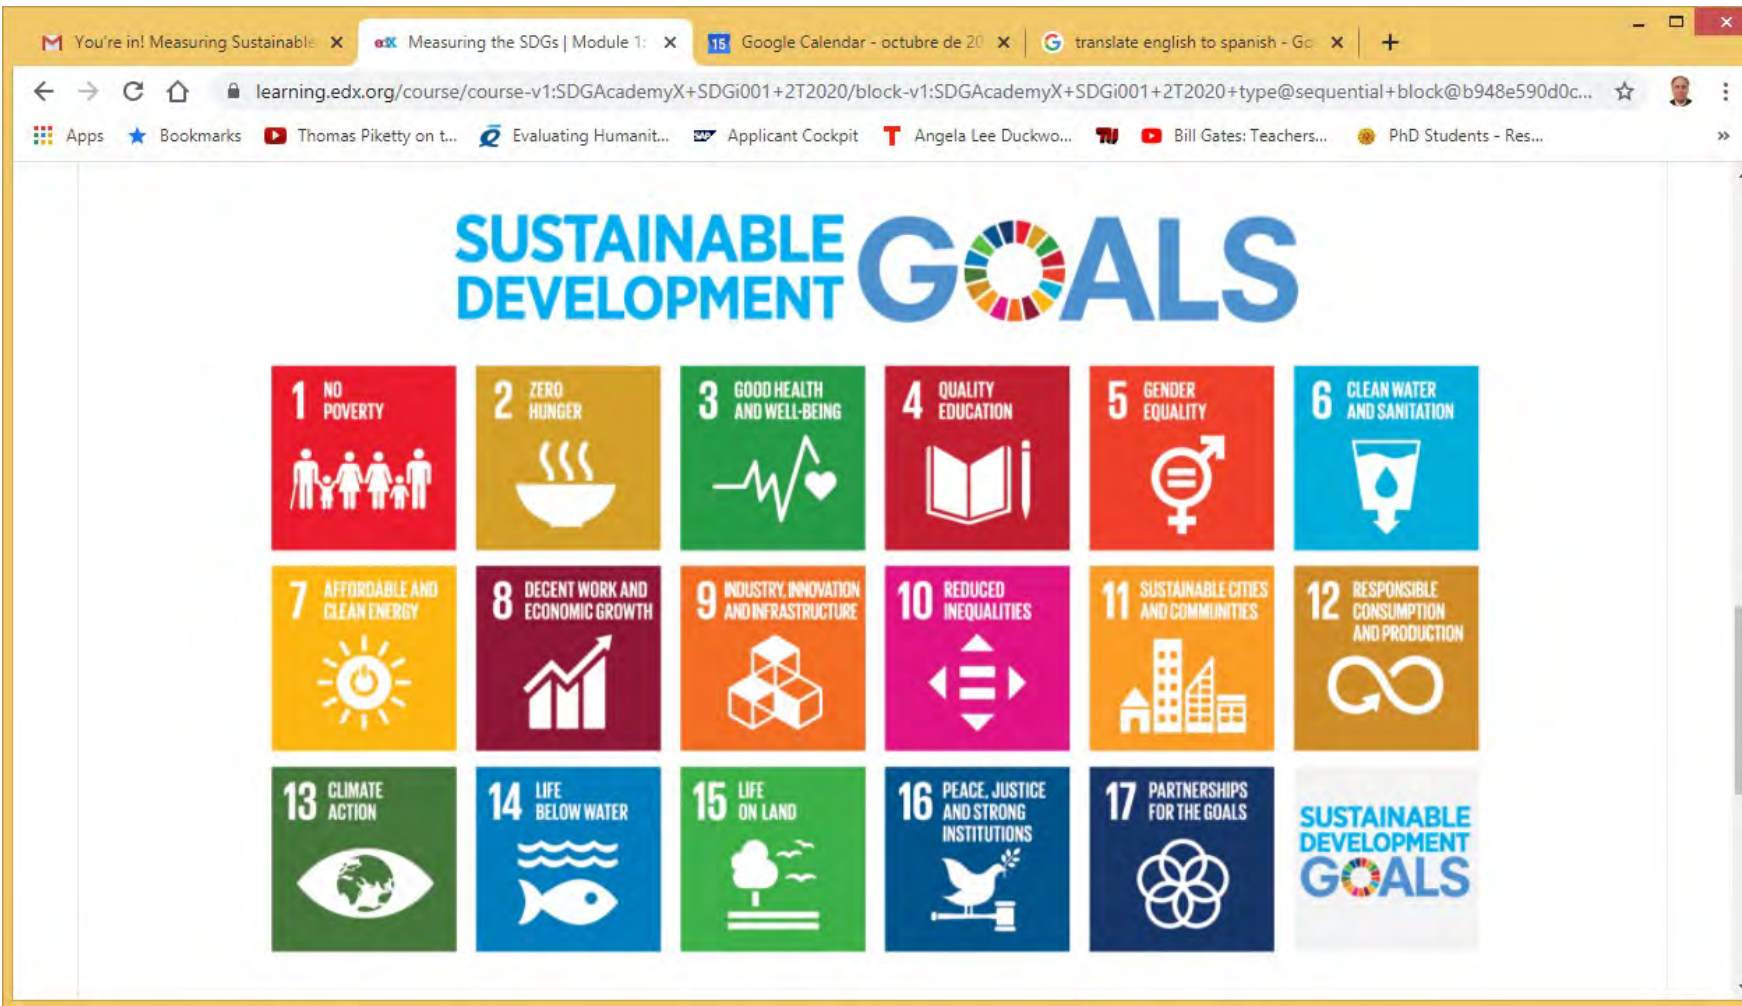 You're in! Measuring Sustainable
edX Measuring the SDGs | Module 1:
15 Google Calendar - octubre de 20
G translate english to spanish - Go
learning.edx.org/course/course-v1:SDGAcademyX+SDGi001+2T2020/block-v1:SDGAcademyX+SDGi001+2T2020+type@sequential+block@b948e590d0c...
Apps Bookmarks Thomas Piketty on t... Evaluating Humanit... SAP Applicant Cockpit T Angela Lee Duckwo... TU Bill Gates: Teachers... PhD Students - Res... »
SUSTAINABLE
DEVELOPMENT
GOALS
1 NO
POVERTY
2 ZERO
HUNGER
3 GOOD HEALTH
AND WELL-BEING
4 QUALITY
EDUCATION
5 GENDER
EQUALITY
6 CLEAN WATER
AND SANITATION
7 AFFORDABLE AND
CLEAN ENERGY
8 DECENT WORK AND
ECONOMIC GROWTH
9 INDUSTRY, INNOVATION
AND INFRASTRUCTURE
10 REDUCED
INEQUALITIES
11 SUSTAINABLE CITIES
AND COMMUNITIES
12 RESPONSIBLE
CONSUMPTION
AND PRODUCTION
13 CLIMATE
ACTION
14 LIFE
BELOW WATER
15 LIFE
ON LAND
16 PEACE, JUSTICE
AND STRONG
INSTITUTIONS
17 PARTNERSHIPS
FOR THE GOALS
SUSTAINABLE
DEVELOPMENT
GOALS